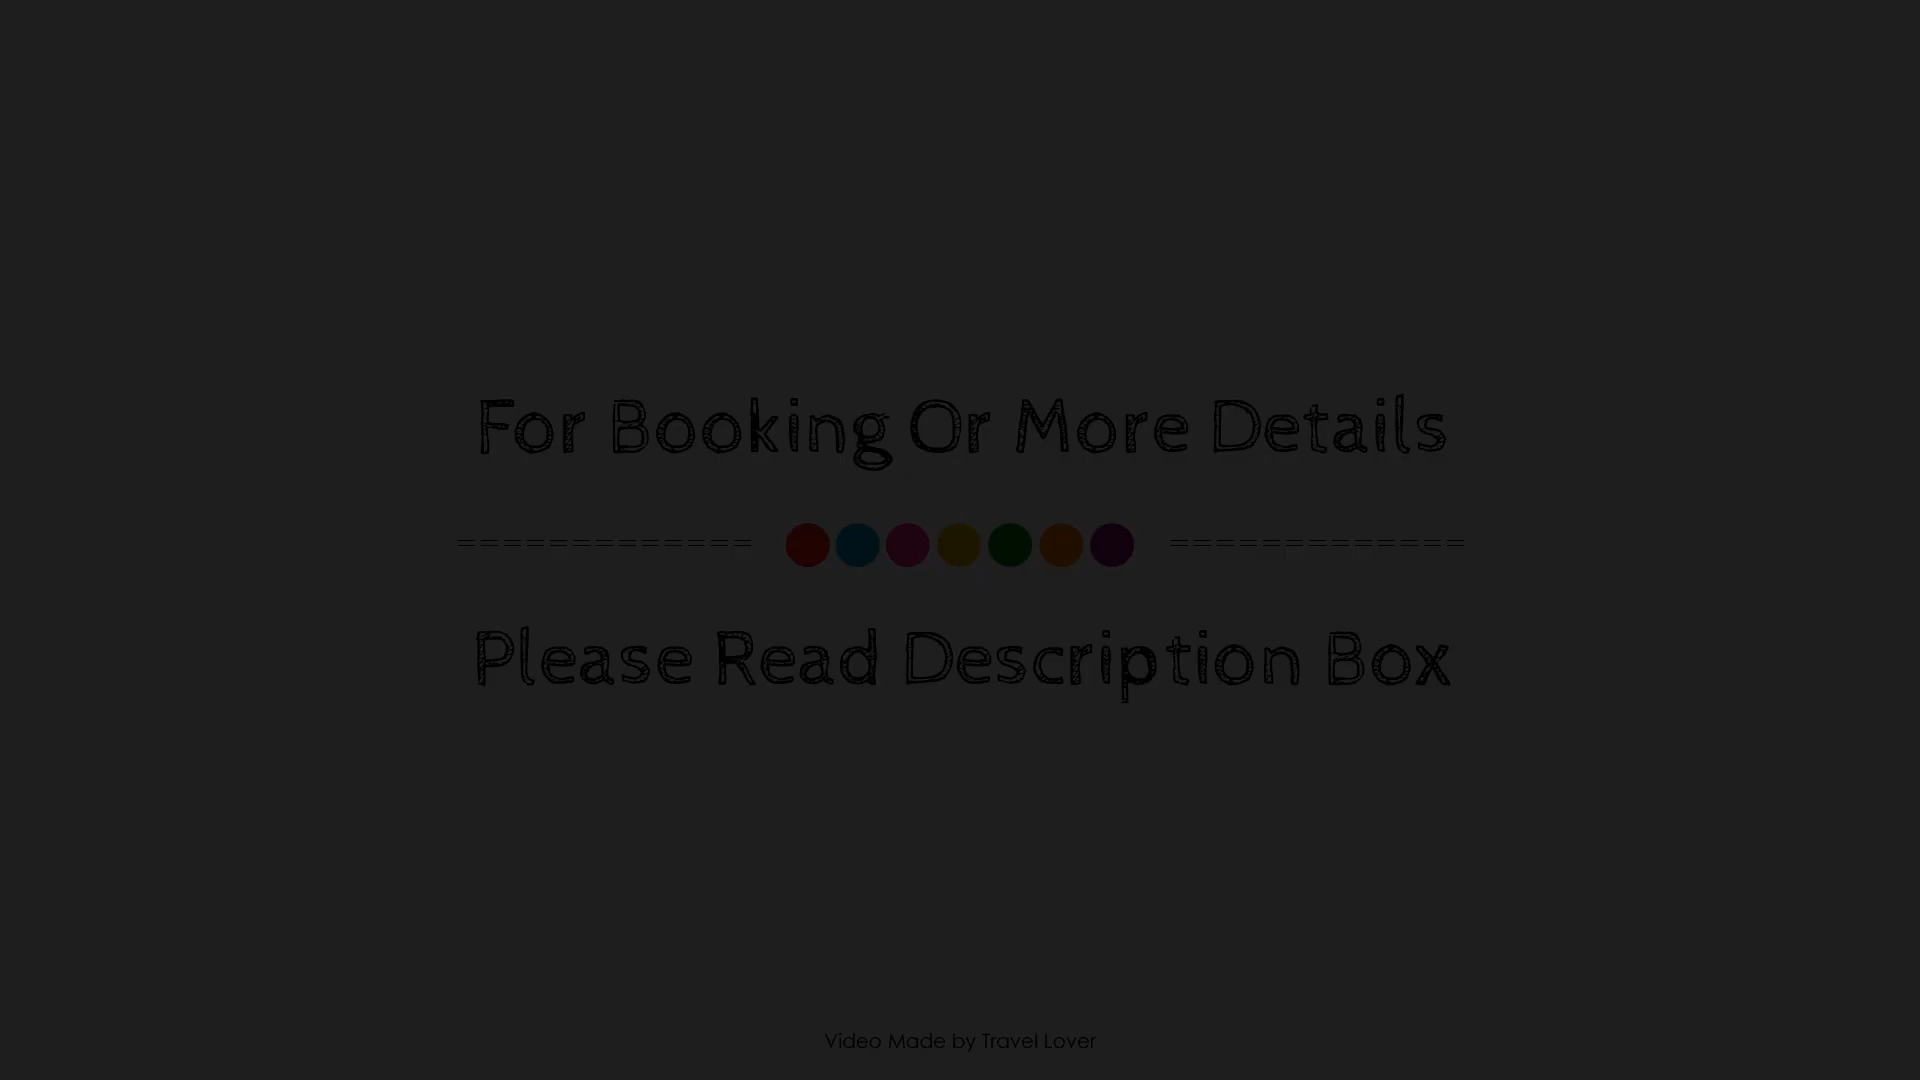 For Booking Or More Details
============= =============
Please Read Description Box
Video Made by Travel Lover